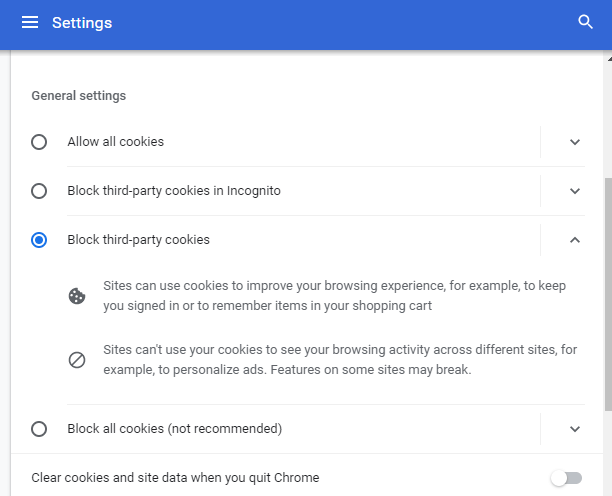 Settings
General settings
Allow all cookies
Block third-party cookies in Incognito
Block third-party cookies
Sites can use cookies to improve your browsing experience, for example, to keep
you signed in or to remember items in your shopping cart
Sites can't use your cookies to see your browsing activity across different sites, for
example, to personalize ads. Features on some sites may break.
Block all cookies (not recommended)
Clear cookies and site data when you quit Chrome